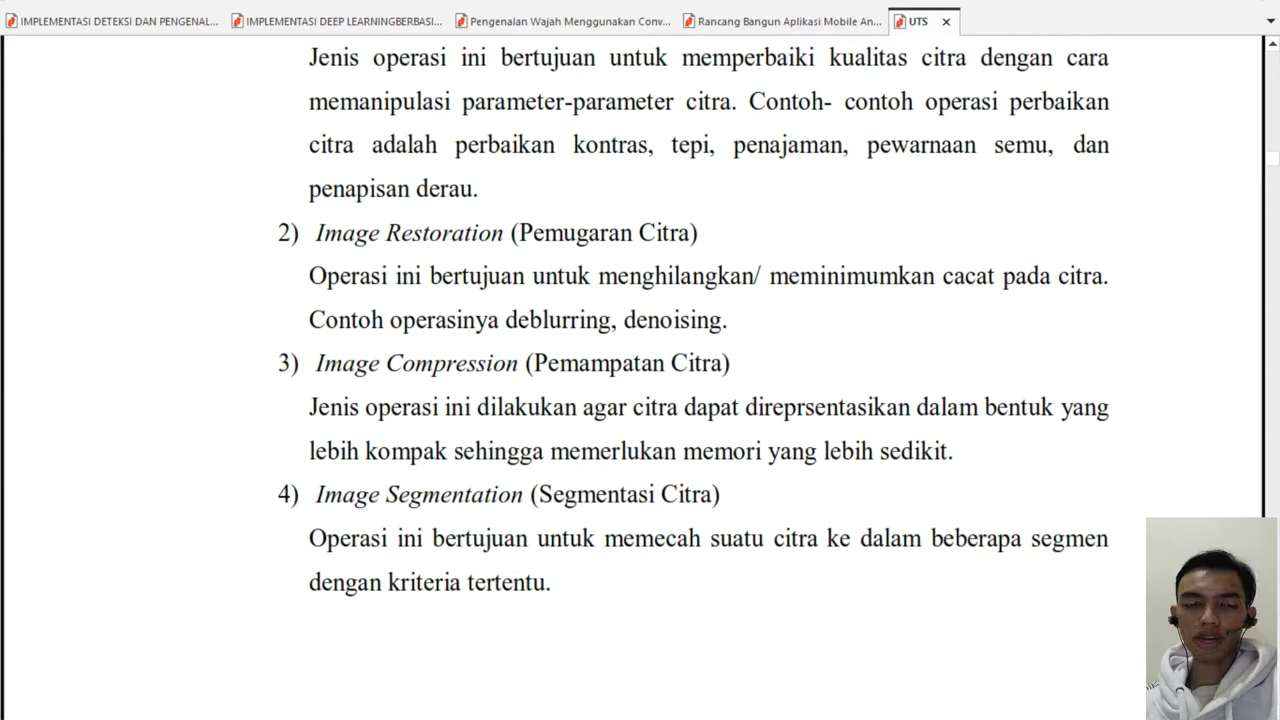 IMPLEMENTASI DETEKSI DAN PENGENAL...
IMPLEMENTASI DEEP LEARNINGBERBASI...
Pengenalan Wajah Menggunakan Conv...
Rancang Bangun Aplikasi Mobile An...
UTS
Jenis operasi ini bertujuan untuk memperbaiki kualitas citra dengan cara
memanipulasi parameter-parameter citra. Contoh- contoh operasi perbaikan
citra adalah perbaikan kontras, tepi, penajaman, pewarnaan semu, dan
penapisan derau.
2) Image Restoration (Pemugaran Citra)
Operasi ini bertujuan untuk menghilangkan/ meminimumkan cacat pada citra.
Contoh operasinya deblurring, denoising.
3) Image Compression (Pemampatan Citra)
Jenis operasi ini dilakukan agar citra dapat direprsentasikan dalam bentuk yang
lebih kompak sehingga memerlukan memori yang lebih sedikit.
4) Image Segmentation (Segmentasi Citra)
Operasi ini bertujuan untuk memecah suatu citra ke dalam beberapa segmen
dengan kriteria tertentu.